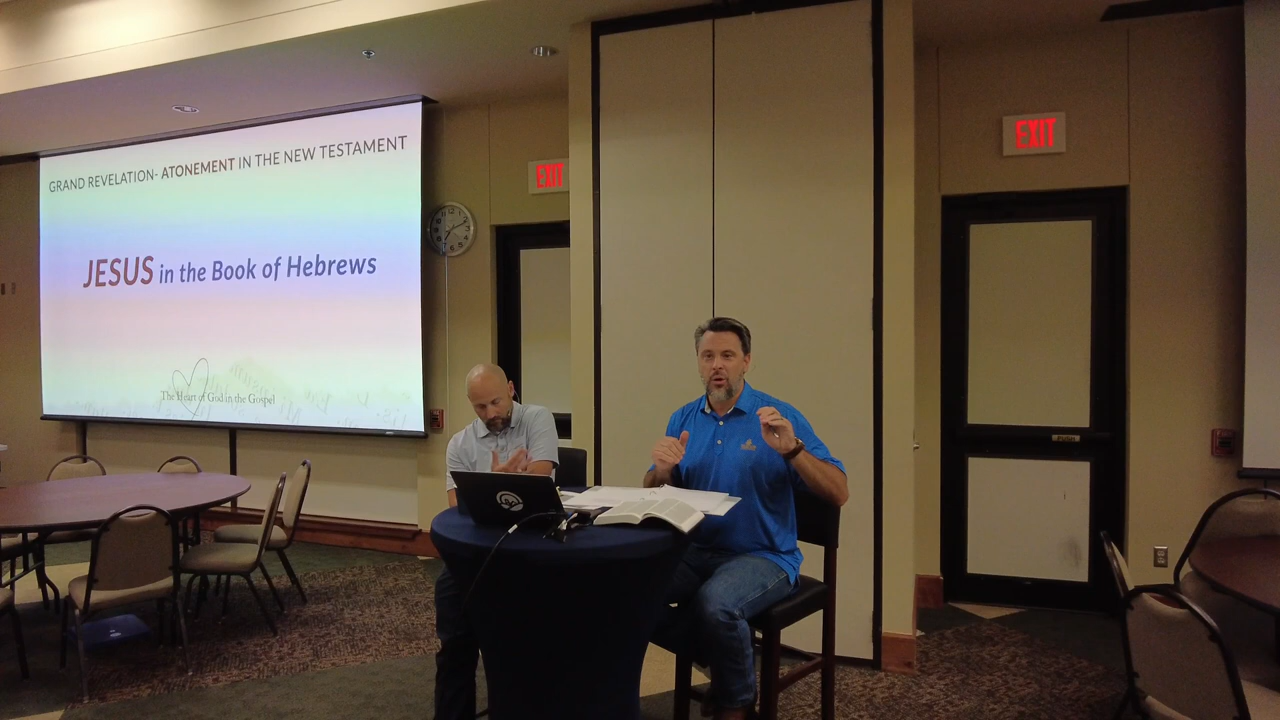 GRAND REVELATION- ATONEMENT IN THE NEW TESTAMENT
JESUS in the Book of Hebrews
The Heart of God in the Gospel
EXIT
EXIT
PUSH